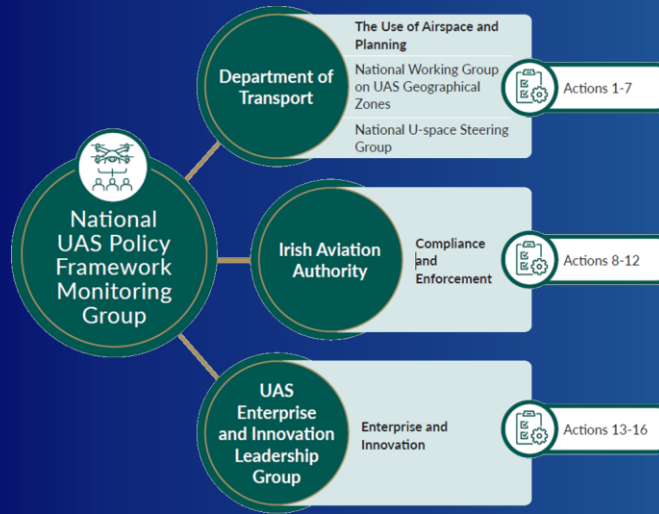 National
UAS Policy
Framework
Monitoring
Group
Department of
Transport
The Use of Airspace and
Planning
National Working Group
on UAS Geographical
Zones
National U-space Steering
Group
Actions 1-7
Irish Aviation
Authority
Compliance
and
Enforcement
Actions 8-12
UAS
Enterprise
and Innovation
Leadership
Group
Enterprise and
Innovation
Actions 13-16